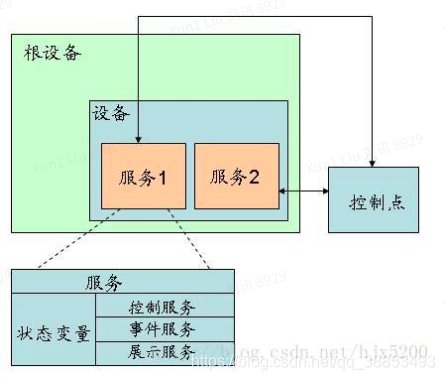 根设备
设备
服务1
服务2
控制点
服务
状态变量
控制服务
事件服务
展示服务
https://blog.csdn.net/qq_38893493